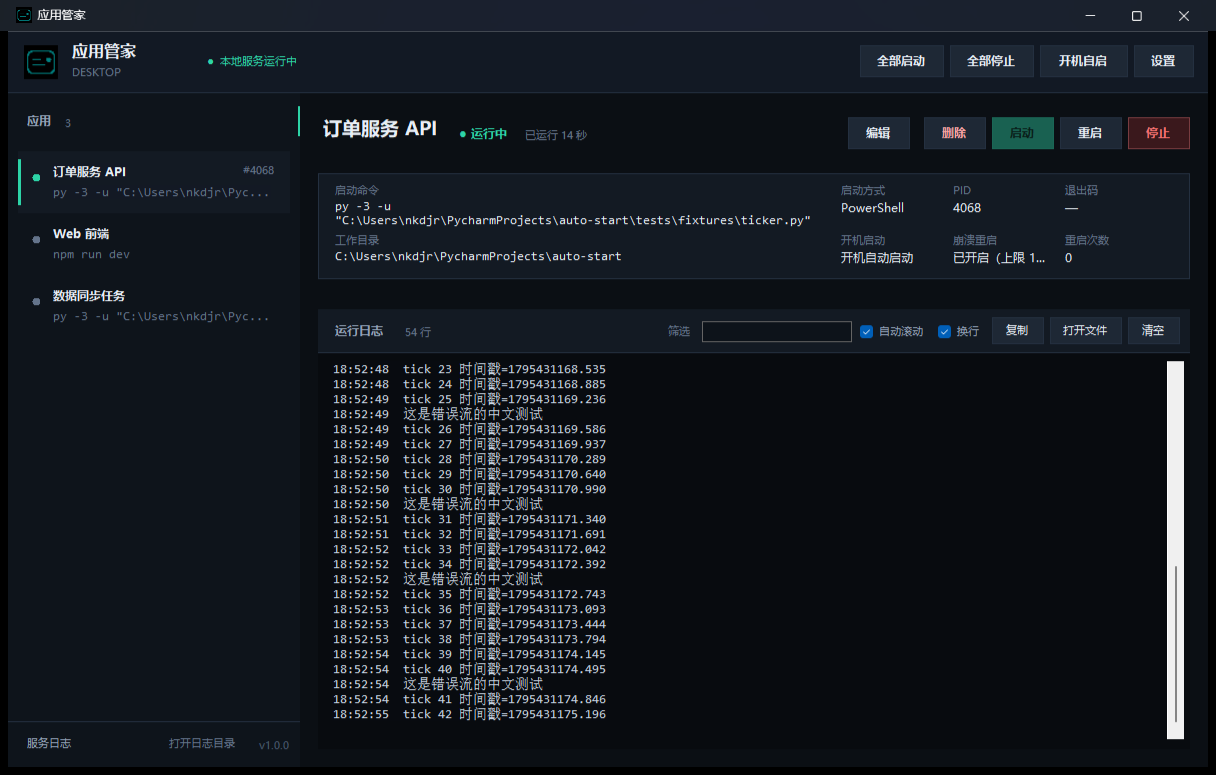 应用管家
应用管家
DESKTOP
本地服务运行中
全部启动
全部停止
开机自启
设置
应用 3
订单服务 API #4068
py -3 -u "C:\Users\nkdjr\Pyc...
Web 前端
npm run dev
数据同步任务
py -3 -u "C:\Users\nkdjr\Pyc...
服务日志
打开日志目录
v1.0.0
订单服务 API
运行中
已运行 14 秒
编辑
删除
启动
重启
停止
启动命令
py -3 -u
"C:\Users\nkdjr\PycharmProjects\auto-start\tests\fixtures\ticker.py"
工作目录
C:\Users\nkdjr\PycharmProjects\auto-start
启动方式
PowerShell
PID
4068
退出码
—
开机启动
开机自动启动
崩溃重启
已开启（上限 1...
重启次数
0
运行日志 54 行
筛选
自动滚动
换行
复制
打开文件
清空
18:52:48 tick 23 时间戳=1795431168.535
18:52:48 tick 24 时间戳=1795431168.885
18:52:49 tick 25 时间戳=1795431169.236
18:52:49 这是错误流的中文测试
18:52:49 tick 26 时间戳=1795431169.586
18:52:49 tick 27 时间戳=1795431169.937
18:52:50 tick 28 时间戳=1795431170.289
18:52:50 tick 29 时间戳=1795431170.640
18:52:50 tick 30 时间戳=1795431170.990
18:52:50 这是错误流的中文测试
18:52:51 tick 31 时间戳=1795431171.340
18:52:51 tick 32 时间戳=1795431171.691
18:52:52 tick 33 时间戳=1795431172.042
18:52:52 tick 34 时间戳=1795431172.392
18:52:52 这是错误流的中文测试
18:52:52 tick 35 时间戳=1795431172.743
18:52:53 tick 36 时间戳=1795431173.093
18:52:53 tick 37 时间戳=1795431173.444
18:52:53 tick 38 时间戳=1795431173.794
18:52:54 tick 39 时间戳=1795431174.145
18:52:54 tick 40 时间戳=1795431174.495
18:52:54 这是错误流的中文测试
18:52:54 tick 41 时间戳=1795431174.846
18:52:55 tick 42 时间戳=1795431175.196